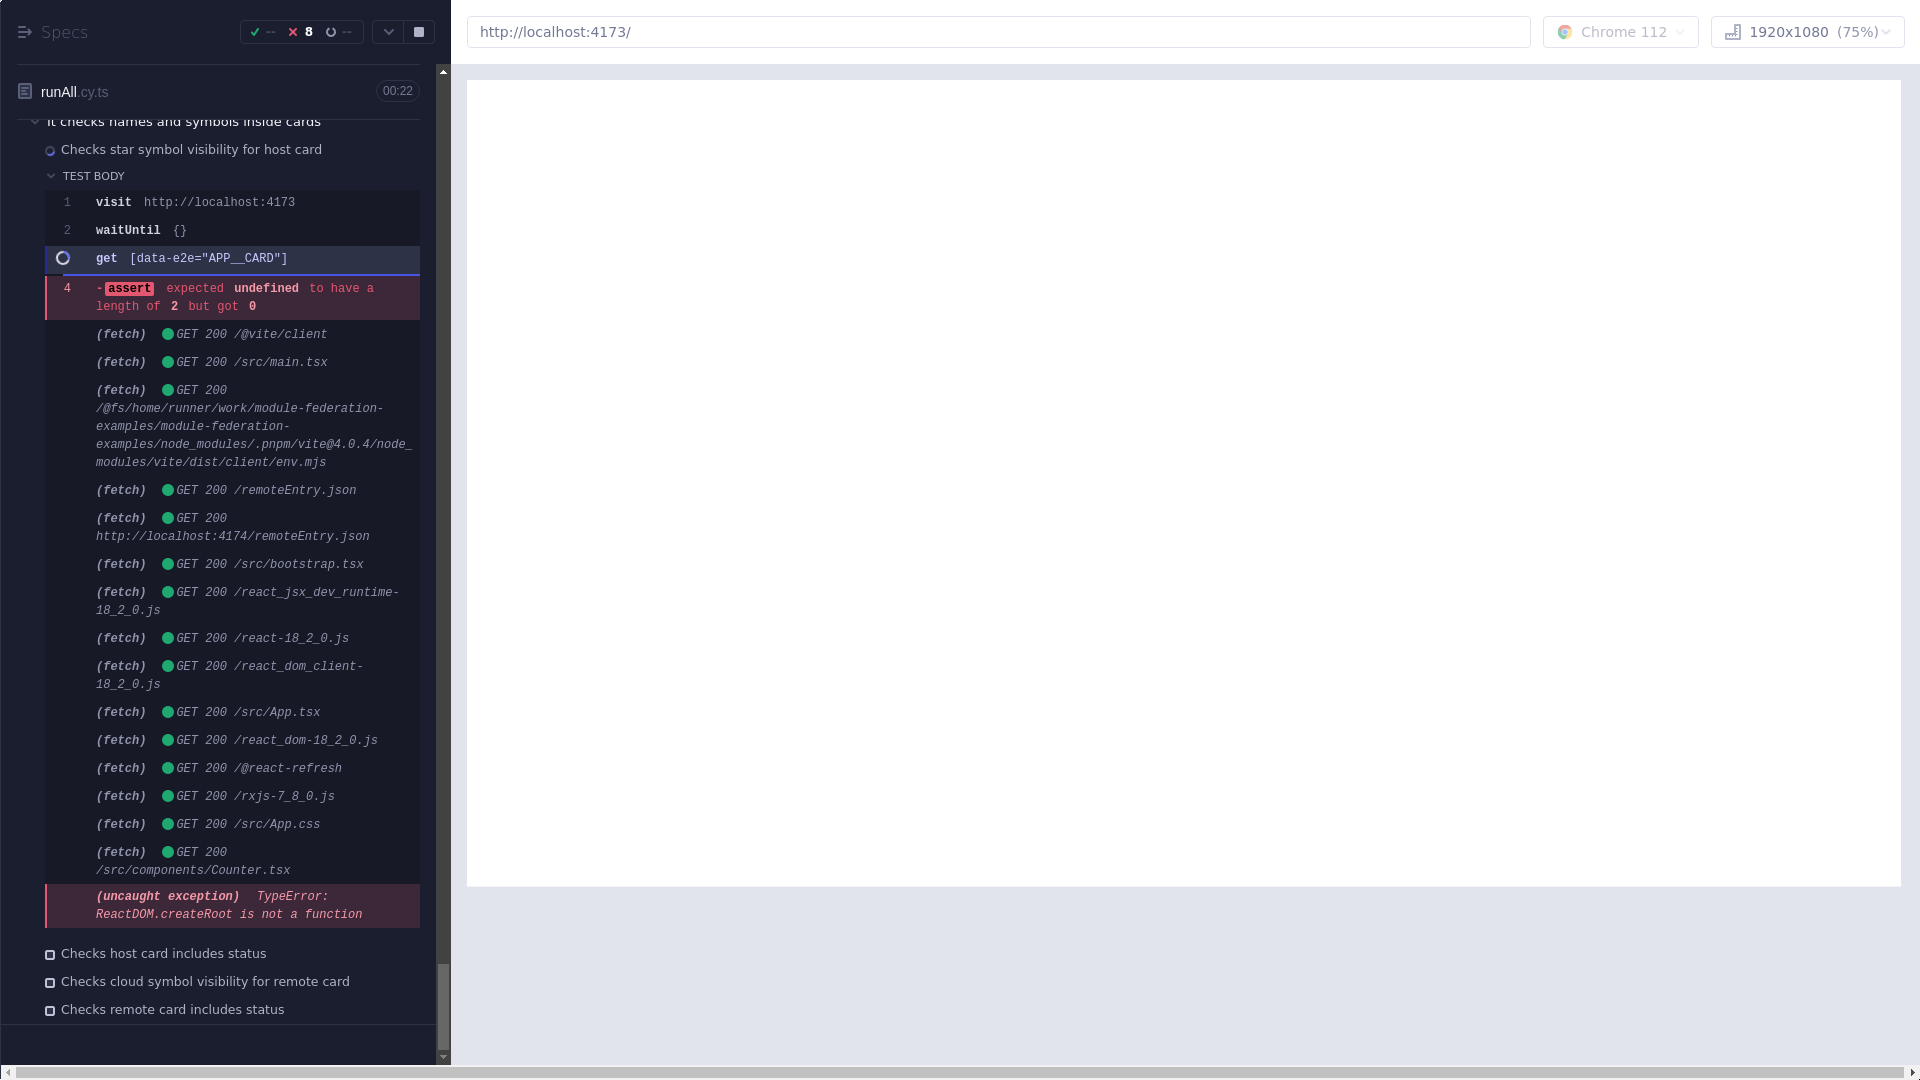 Specs
-- 8 --
http://localhost:4173/
Chrome 112
1920x1080 (75%)
runAll.cy.ts
00:22
It checks names and symbols inside cards
Checks star symbol visibility for host card
TEST BODY
1 visit http://localhost:4173
2 waitUntil {}
get [data-e2e="APP__CARD"]
4 -assert expected undefined to have a
length of 2 but got 0
(fetch) GET 200 /@vite/client
(fetch) GET 200 /src/main.tsx
(fetch) GET 200
/@fs/home/runner/work/module-federation-
examples/module-federation-
examples/node_modules/.pnpm/vite@4.0.4/node_
modules/vite/dist/client/env.mjs
(fetch) GET 200 /remoteEntry.json
(fetch) GET 200
http://localhost:4174/remoteEntry.json
(fetch) GET 200 /src/bootstrap.tsx
(fetch) GET 200 /react_jsx_dev_runtime-
18_2_0.js
(fetch) GET 200 /react-18_2_0.js
(fetch) GET 200 /react_dom_client-
18_2_0.js
(fetch) GET 200 /src/App.tsx
(fetch) GET 200 /react_dom-18_2_0.js
(fetch) GET 200 /@react-refresh
(fetch) GET 200 /rxjs-7_8_0.js
(fetch) GET 200 /src/App.css
(fetch) GET 200
/src/components/Counter.tsx
(uncaught exception) TypeError:
ReactDOM.createRoot is not a function
Checks host card includes status
Checks cloud symbol visibility for remote card
Checks remote card includes status